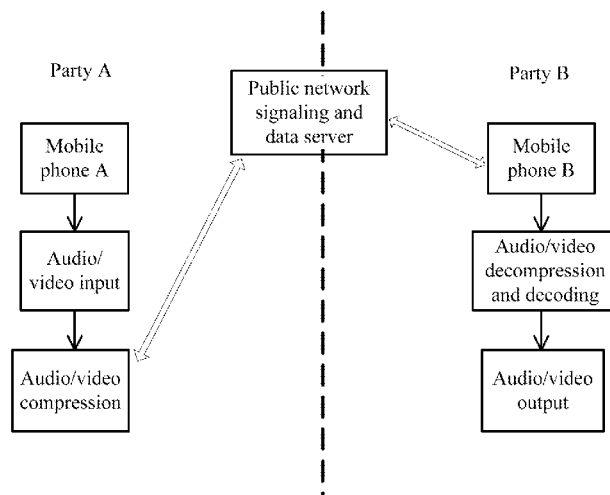 Party A
Public network
signaling and
data server
Party B
Mobile
phone A
Mobile
phone B
Audio/
video input
Audio/video
decompression
and decoding
Audio/video
compression
Audio/video
output